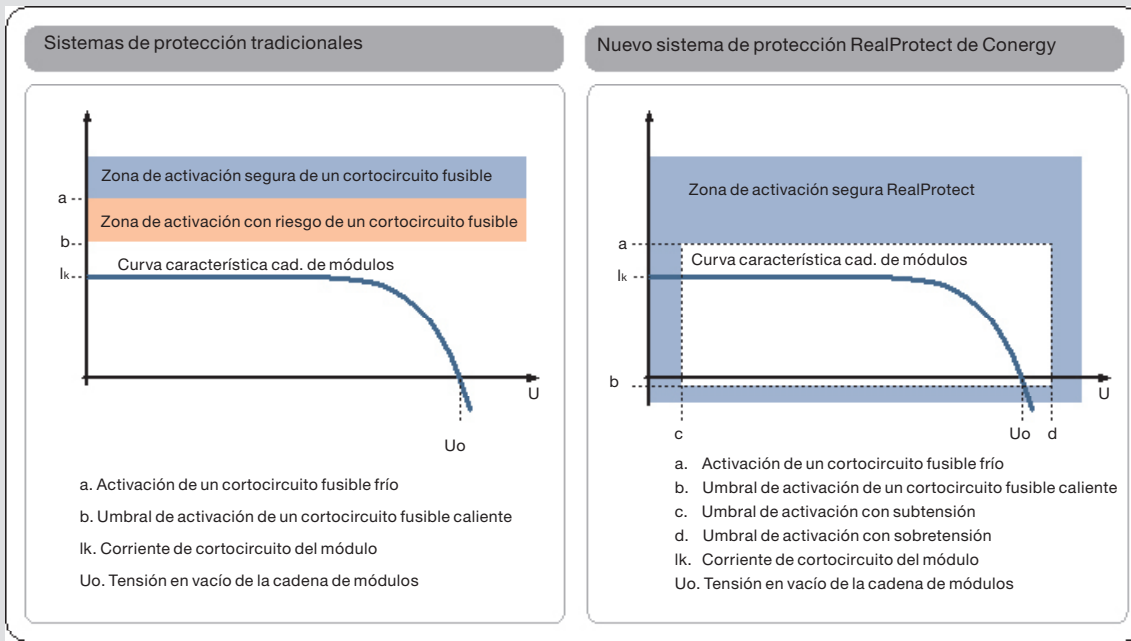 Sistemas de protección tradicionales
Zona de activación segura de un cortocircuito fusible
a
Zona de activación con riesgo de un cortocircuito fusible
b
Curva característica cad. de módulos
Ik
U
Uo
a. Activación de un cortocircuito fusible frío
b. Umbral de activación de un cortocircuito fusible caliente
Ik. Corriente de cortocircuito del módulo
Uo. Tensión en vacío de la cadena de módulos
Nuevo sistema de protección RealProtect de Conergy
Zona de activación segura RealProtect
a
Curva característica cad. de módulos
Ik
b
U
c
Uo
d
a. Activación de un cortocircuito fusible frío
b. Umbral de activación de un cortocircuito fusible caliente
c. Umbral de activación con subtensión
d. Umbral de activación con sobretensión
Ik. Corriente de cortocircuito del módulo
Uo. Tensión en vacío de la cadena de módulos